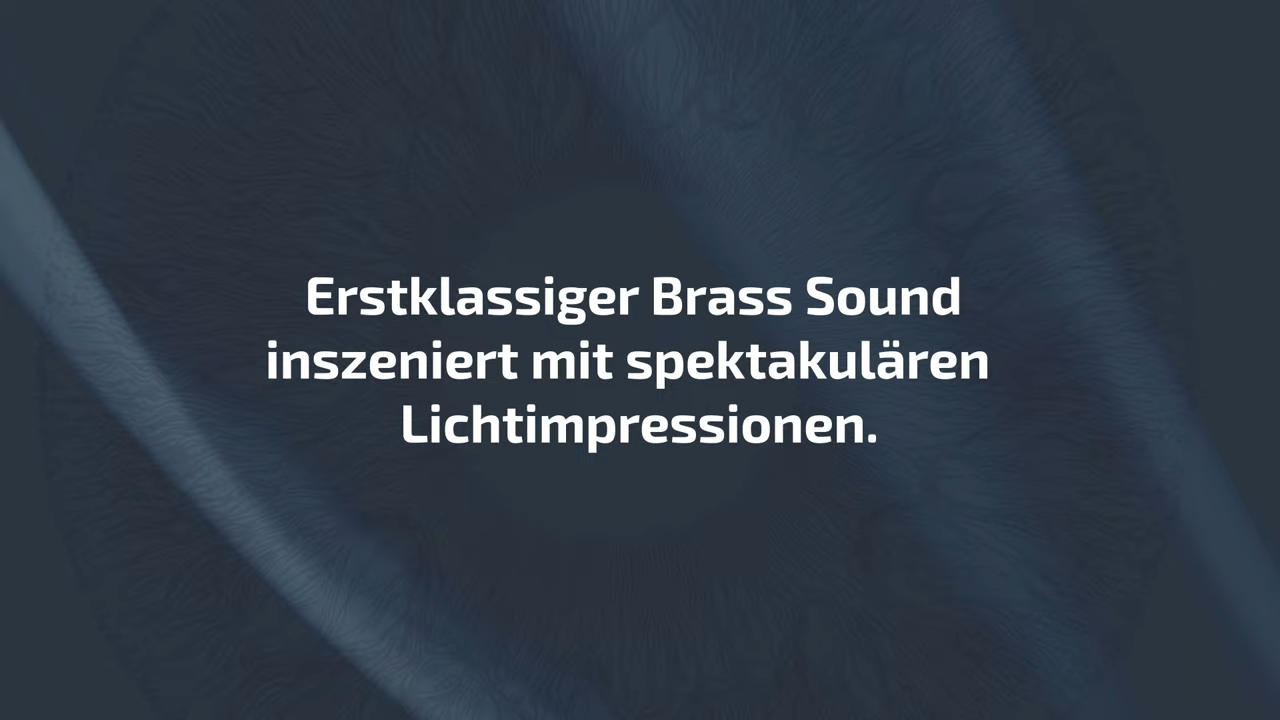 Erstklassiger Brass Sound
inszeniert mit spektakulären
Lichtimpressionen.